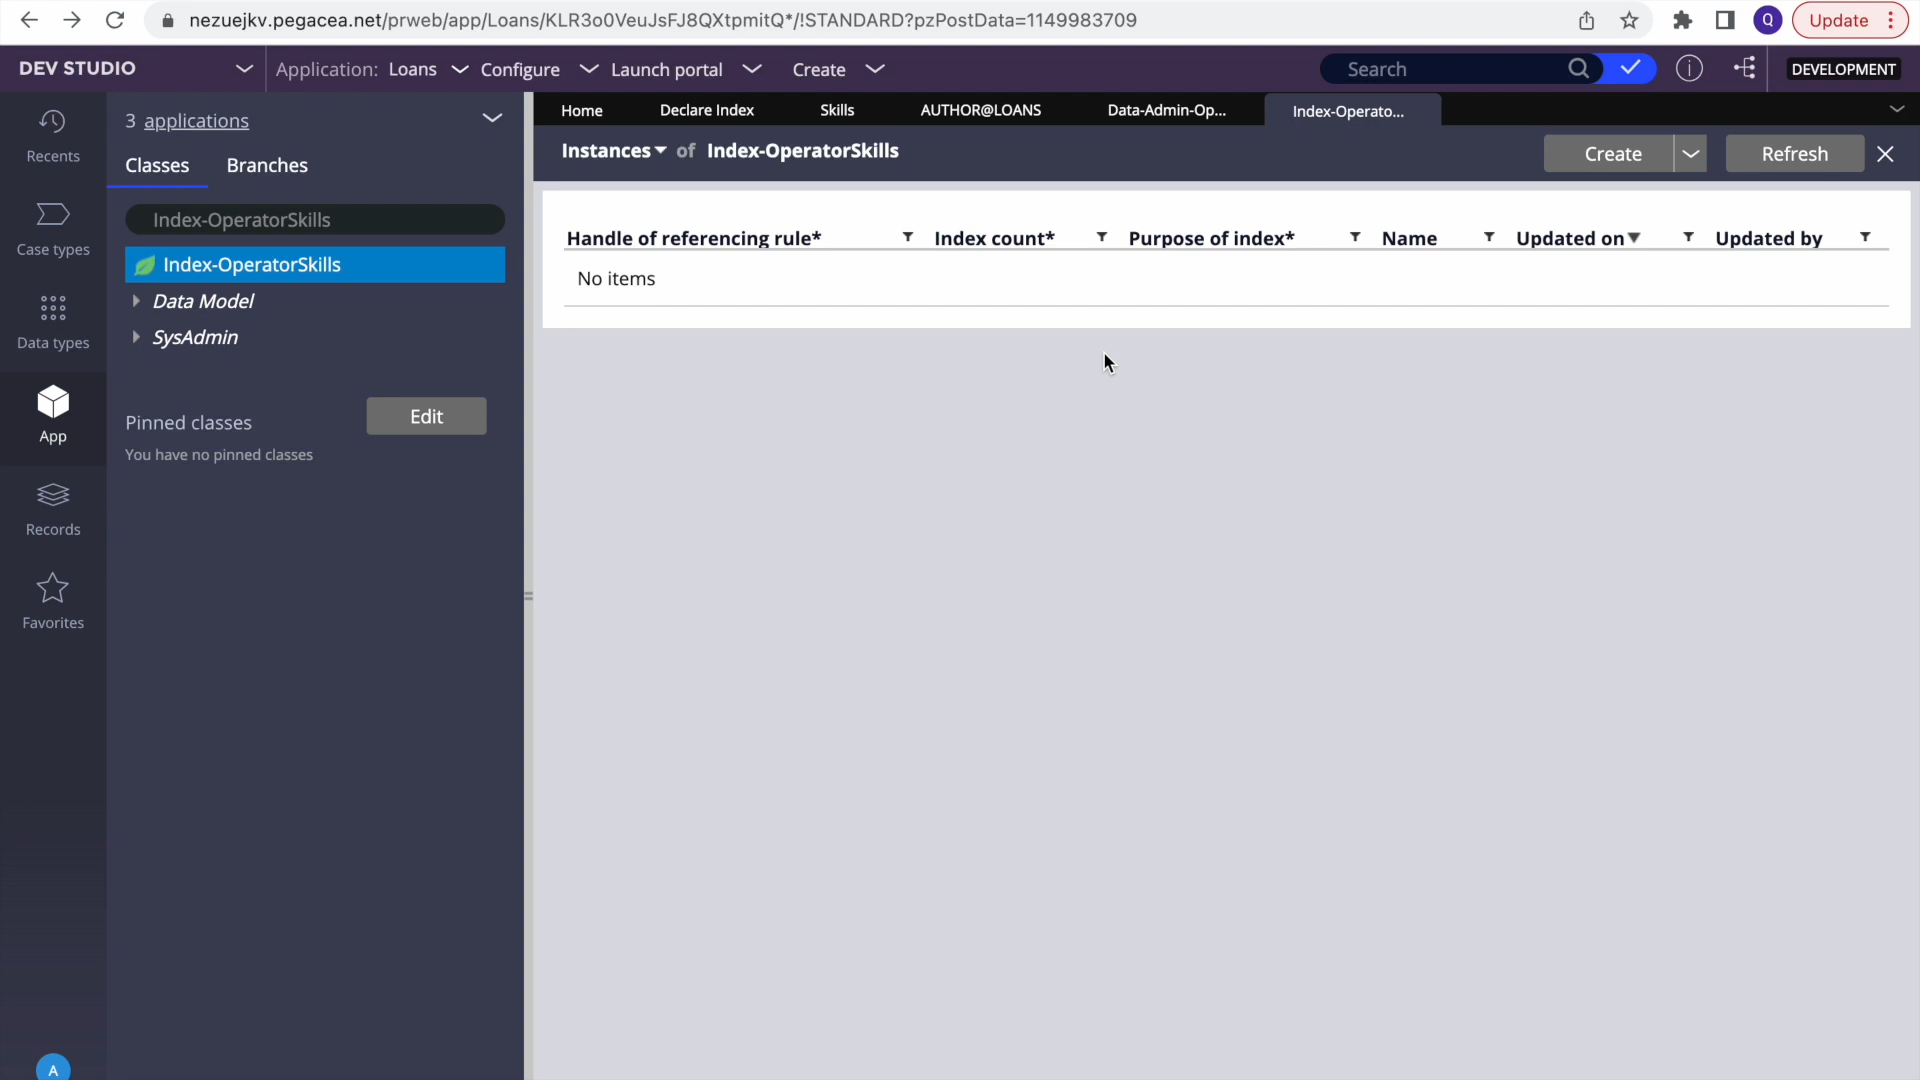 nezuejkv.pegacea.net/prweb/app/Loans/KLR3o0VeuJsFJ8QXtpmitQ*/!STANDARD?pzPostData=1149983709
Q
Update
DEV STUDIO
Application: Loans
Configure
Launch portal
Create
Search
DEVELOPMENT
Recents
Case types
Data types
App
Records
Favorites
A
3 applications
Classes
Branches
Index-OperatorSkills
Index-OperatorSkills
Data Model
SysAdmin
Pinned classes
Edit
You have no pinned classes
Home
Declare Index
Skills
AUTHOR@LOANS
Data-Admin-Op...
Index-Operato...
Instances of Index-OperatorSkills
Create
Refresh
Handle of referencing rule*
Index count*
Purpose of index*
Name
Updated on
Updated by
No items